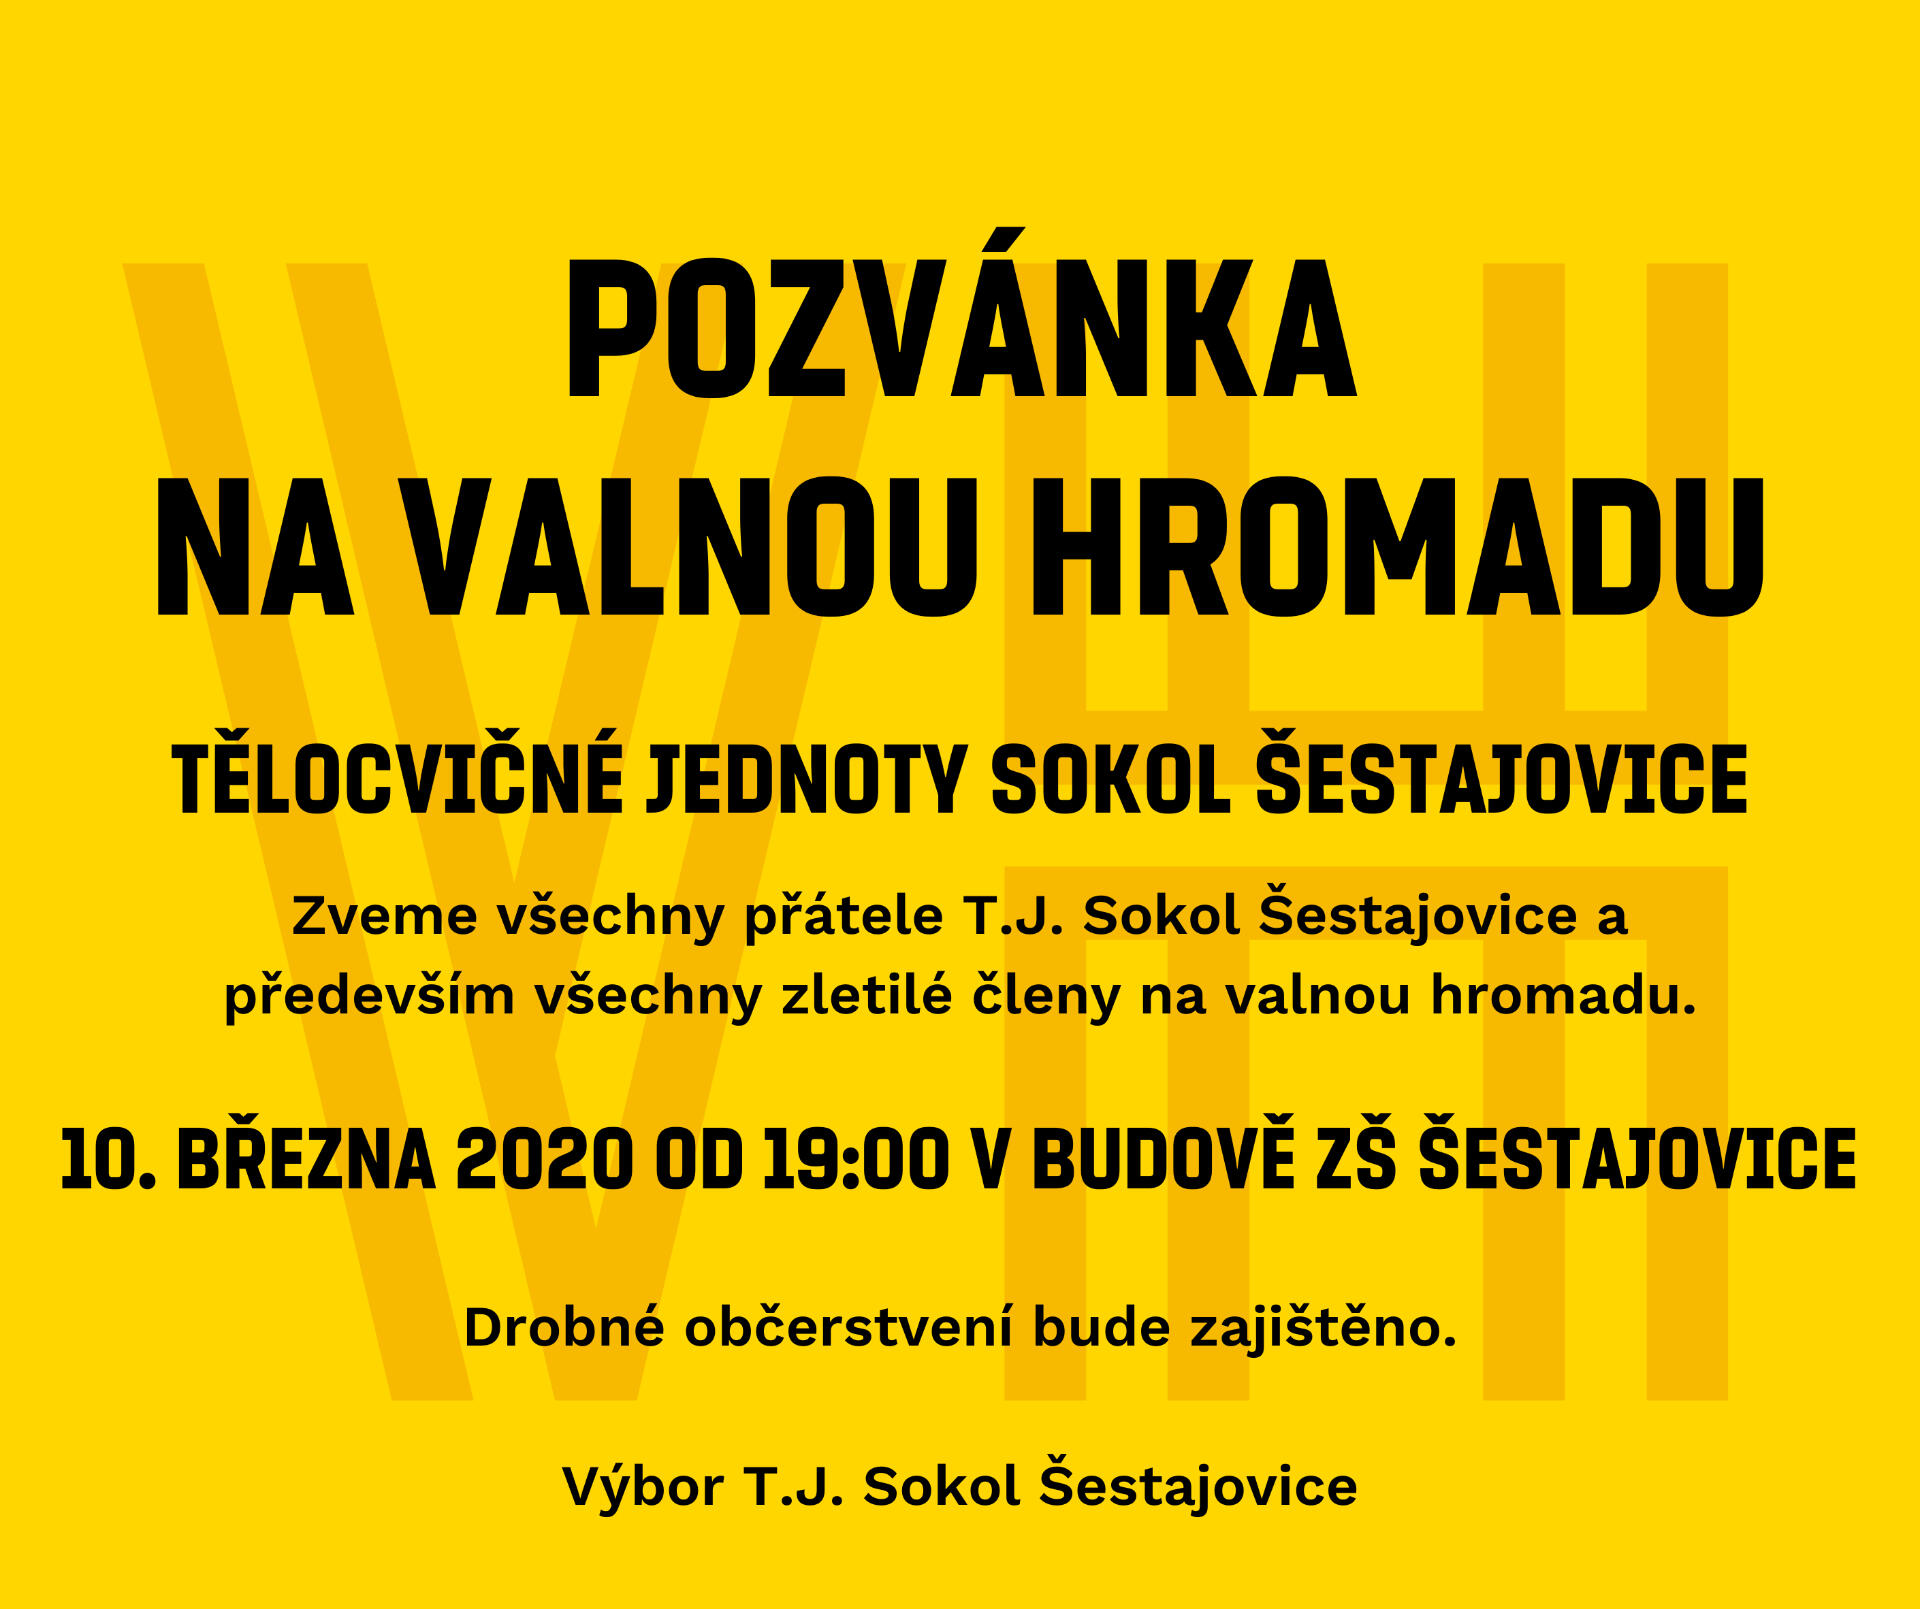 POZVÁNKA
NA VALNOU HROMADU
TĚLOCVIČNÉ JEDNOTY SOKOL ŠESTAJOVICE
Zveme všechny přátele T.J. Sokol Šestajovice a
především všechny zletilé členy na valnou hromadu.
10. BŘEZNA 2020 OD 19:00 V BUDOVĚ ZŠ ŠESTAJOVICE
Drobné občerstvení bude zajištěno.
Výbor T.J. Sokol Šestajovice